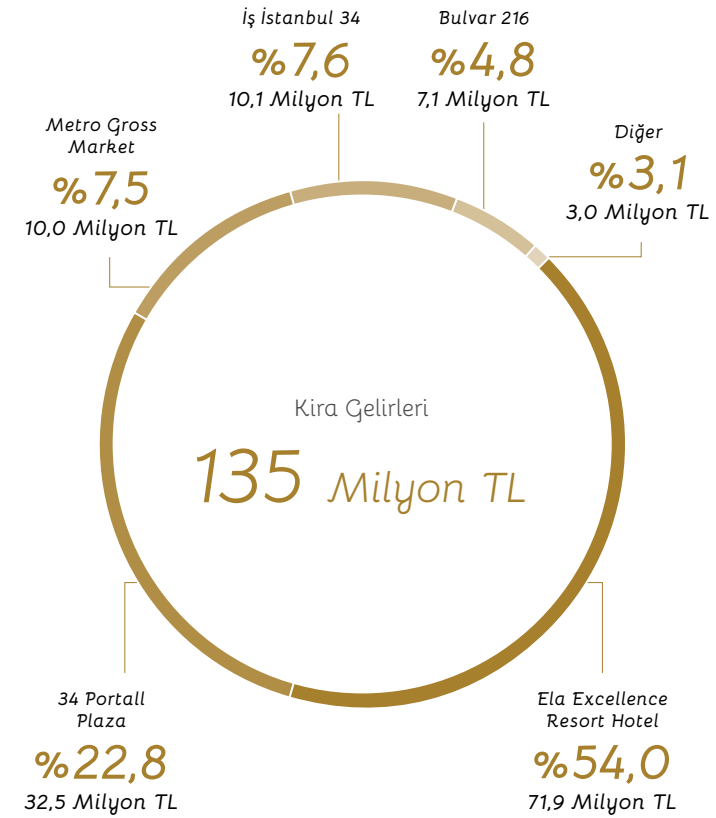 İş İstanbul 34
%7,6
10,1 Milyon TL
Bulvar 216
%4,8
7,1 Milyon TL
Metro Gross
Market
%7,5
10,0 Milyon TL
Diğer
%3,1
3,0 Milyon TL
Kira Gelirleri
135 Milyon TL
34 Portall
Plaza
%22,8
32,5 Milyon TL
Ela Excellence
Resort Hotel
%54,0
71,9 Milyon TL